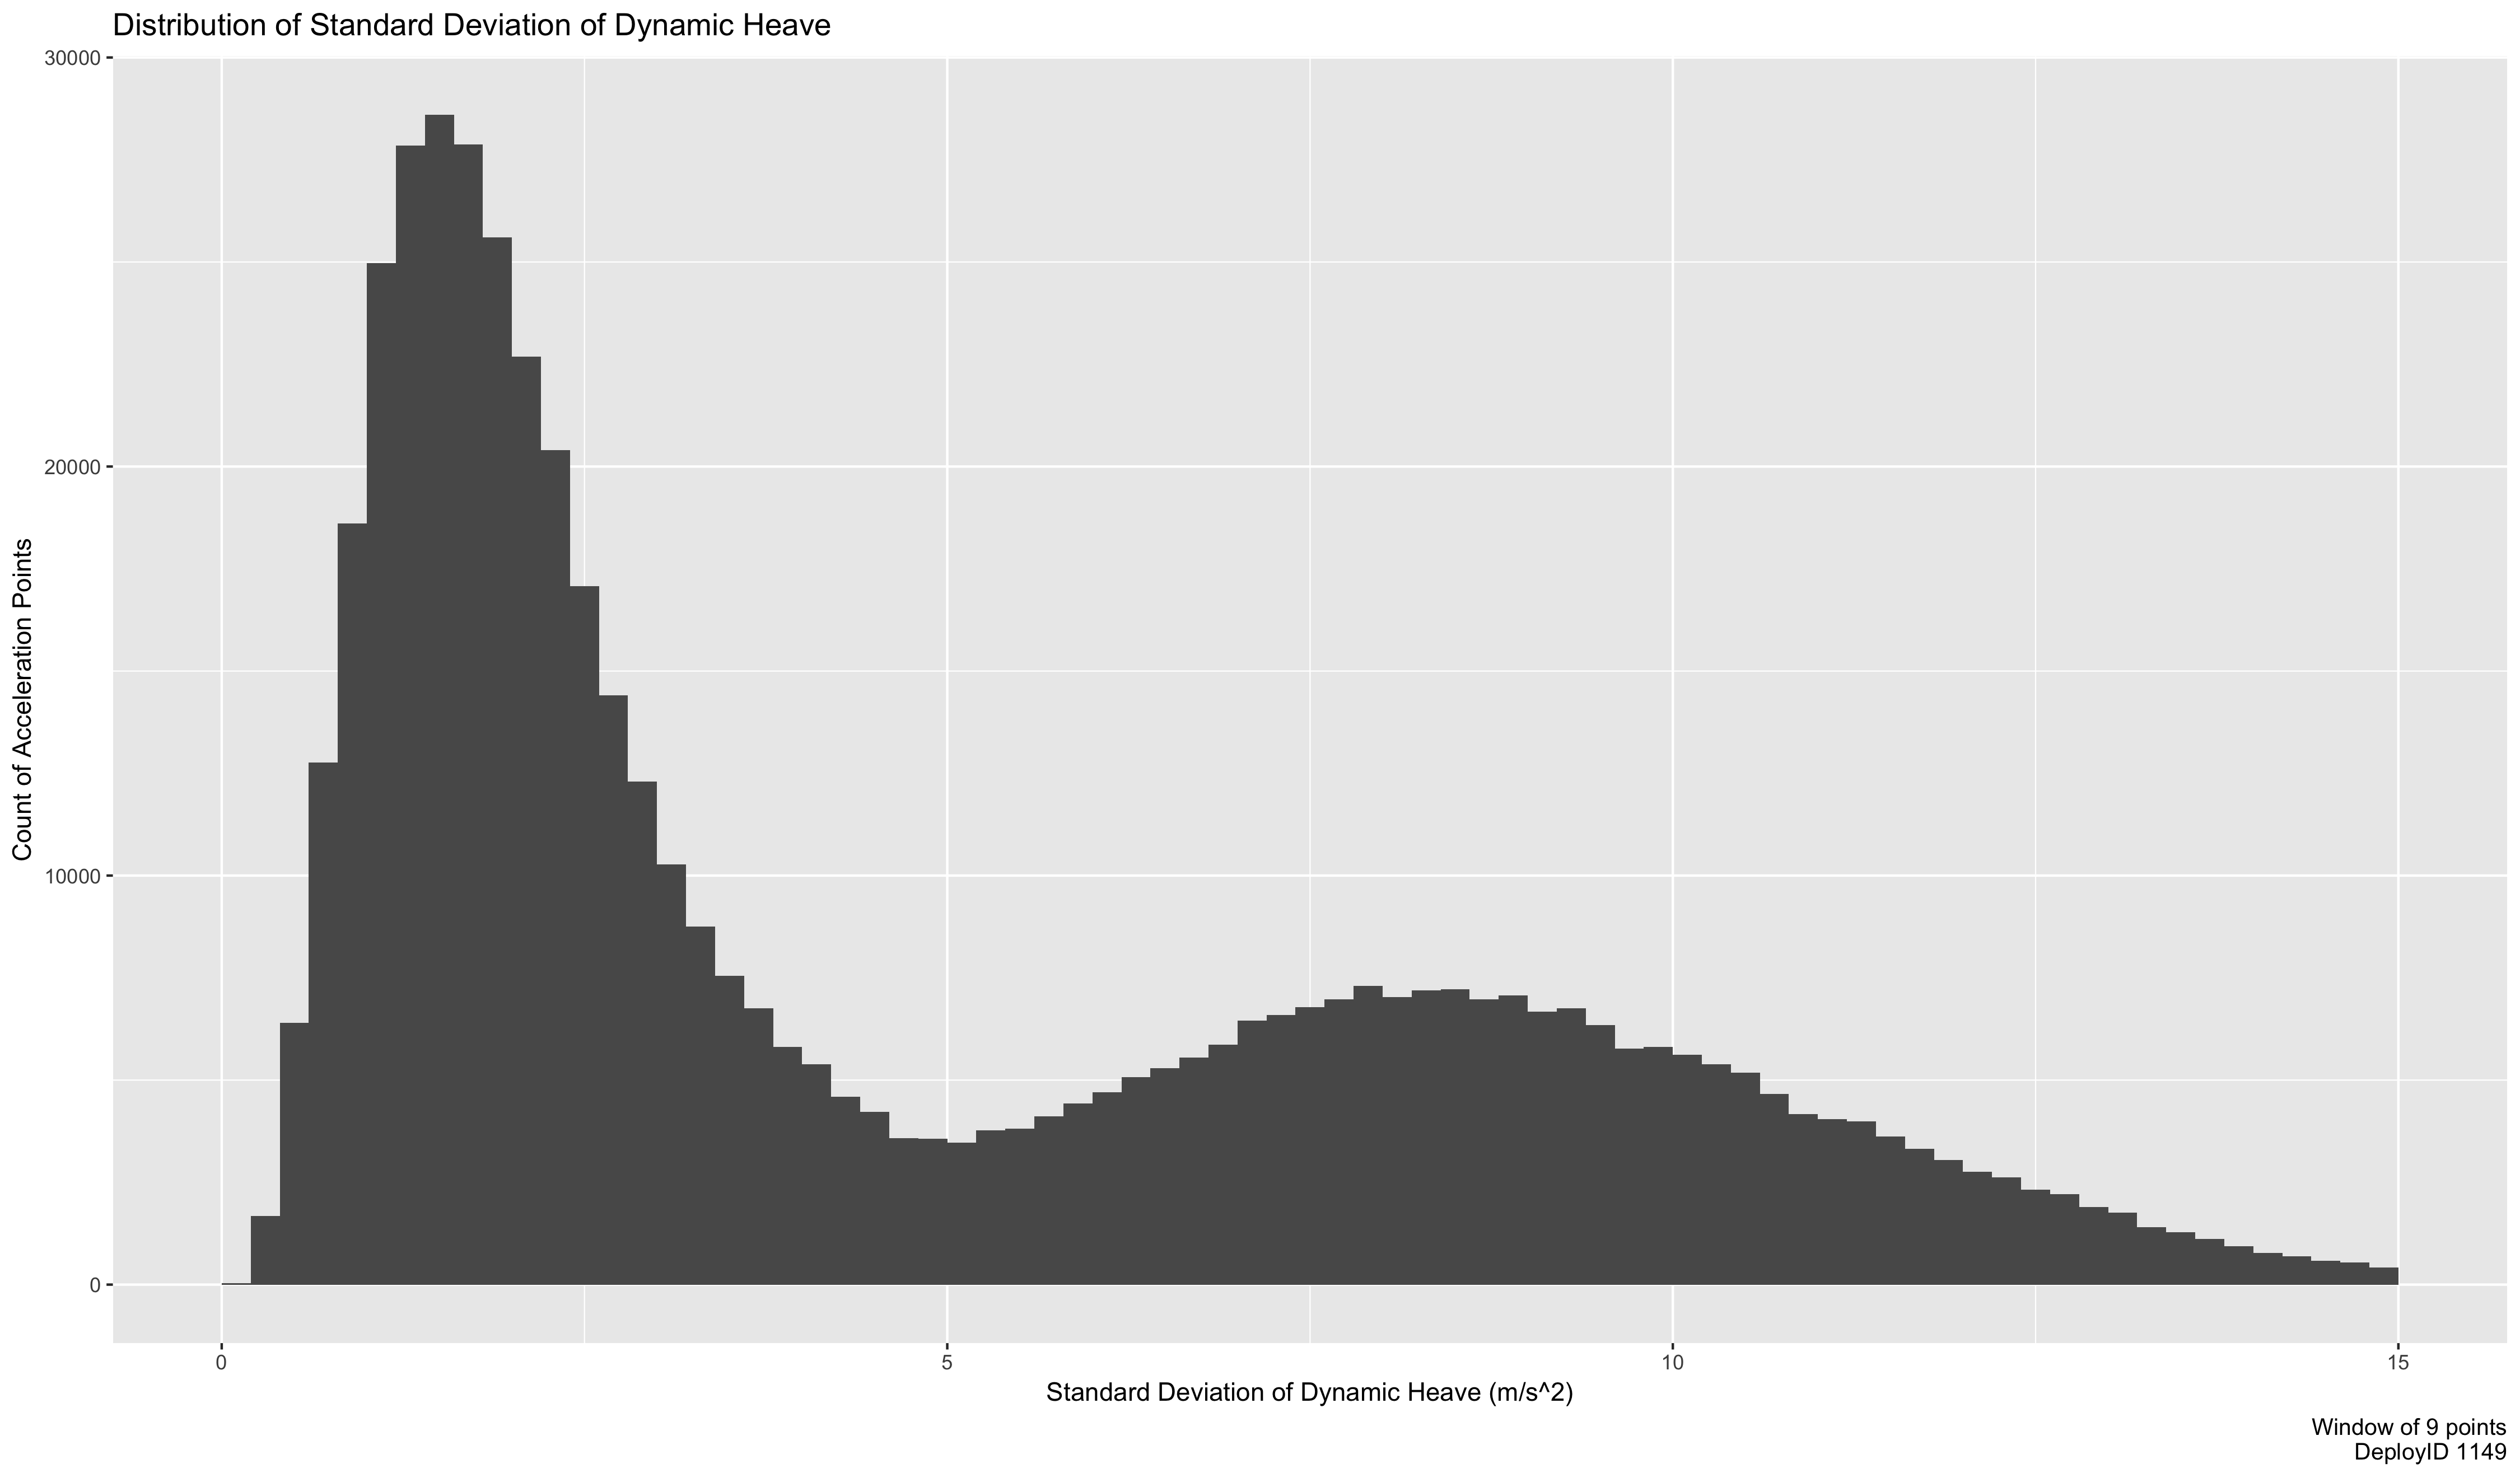 Distribution of Standard Deviation of Dynamic Heave
30000
20000
10000
0
Count of Acceleration Points
0
5
10
15
Standard Deviation of Dynamic Heave (m/s^2)
Window of 9 points
DeployID 1149